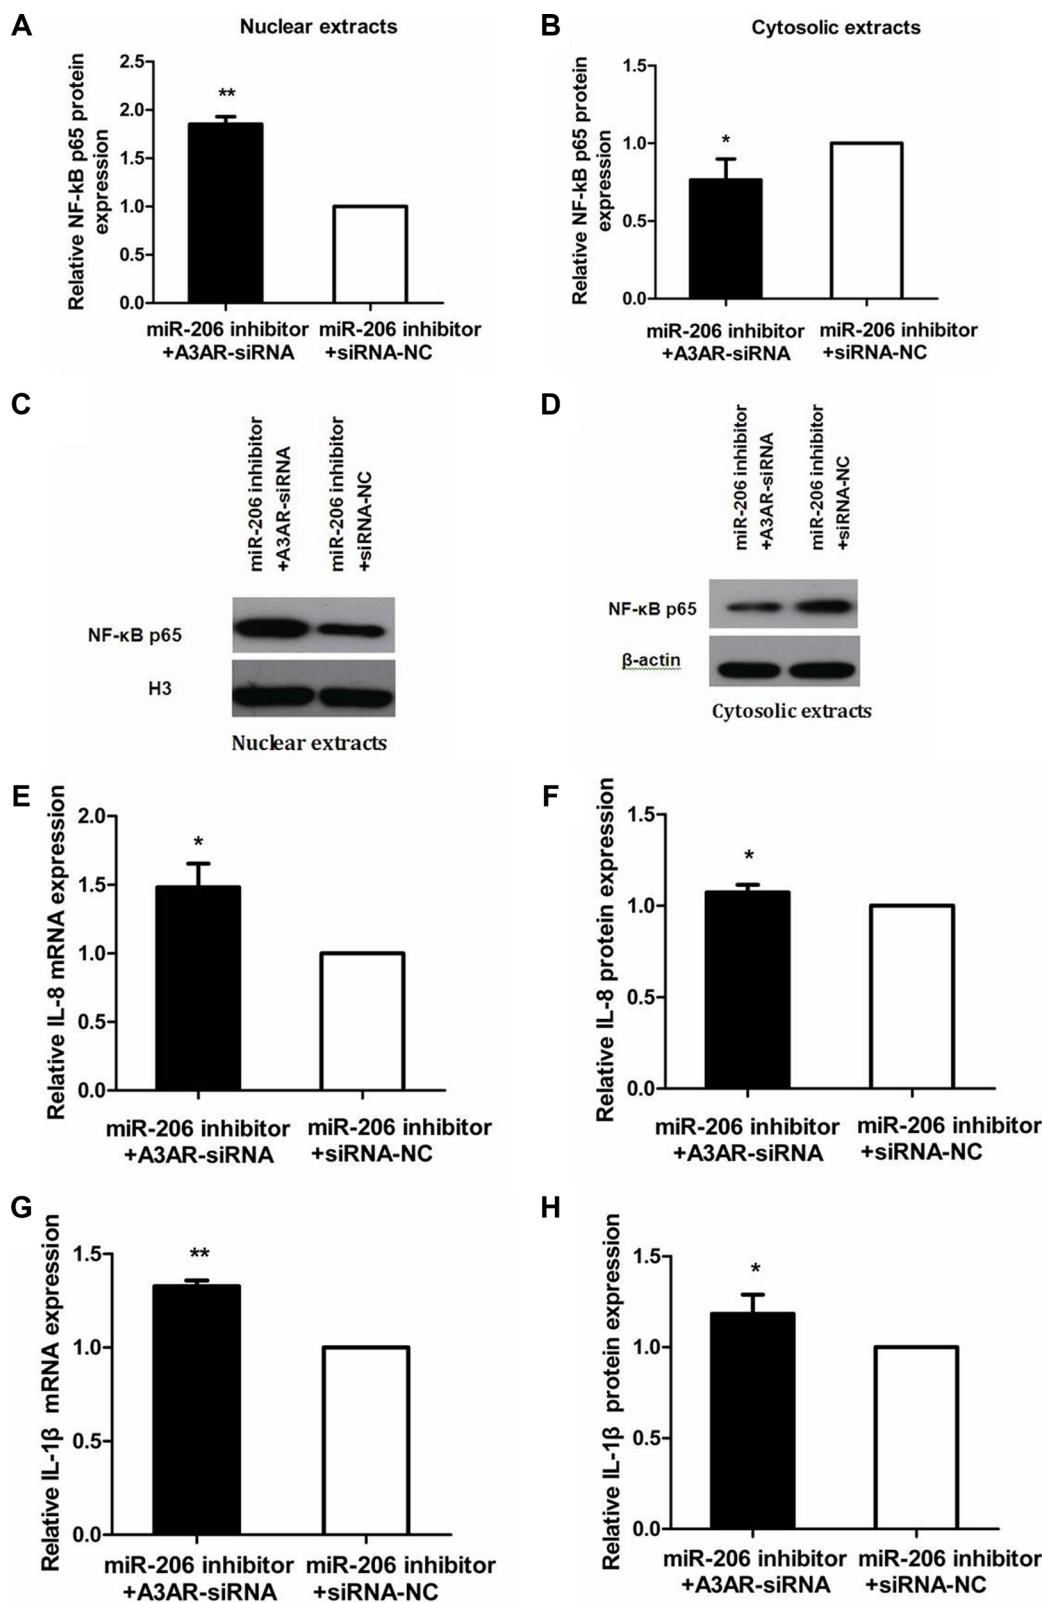 A
Nuclear extracts
Relative NF-kB p65 protein
expression
2.5
2.0
1.5
1.0
0.5
0.0
**
miR-206 inhibitor
+A3AR-siRNA
miR-206 inhibitor
+siRNA-NC
B
Cytosolic extracts
Relative NF-kB p65 protein
expression
1.5
1.0
0.5
0.0
*
miR-206 inhibitor
+A3AR-siRNA
miR-206 inhibitor
+siRNA-NC
C
miR-206 inhibitor
+A3AR-siRNA
miR-206 inhibitor
+siRNA-NC
NF-κB p65
H3
Nuclear extracts
D
miR-206 inhibitor
+A3AR-siRNA
miR-206 inhibitor
+siRNA-NC
NF-κB p65
β-actin
Cytosolic extracts
E
Relative IL-8 mRNA expression
2.0
1.5
1.0
0.5
0.0
*
miR-206 inhibitor
+A3AR-siRNA
miR-206 inhibitor
+siRNA-NC
F
Relative IL-8 protein expression
1.5
1.0
0.5
0.0
*
miR-206 inhibitor
+A3AR-siRNA
miR-206 inhibitor
+siRNA-NC
G
Relative IL-1β mRNA expression
1.5
1.0
0.5
0.0
**
miR-206 inhibitor
+A3AR-siRNA
miR-206 inhibitor
+siRNA-NC
H
Relative IL-1β protein expression
1.5
1.0
0.5
0.0
*
miR-206 inhibitor
+A3AR-siRNA
miR-206 inhibitor
+siRNA-NC